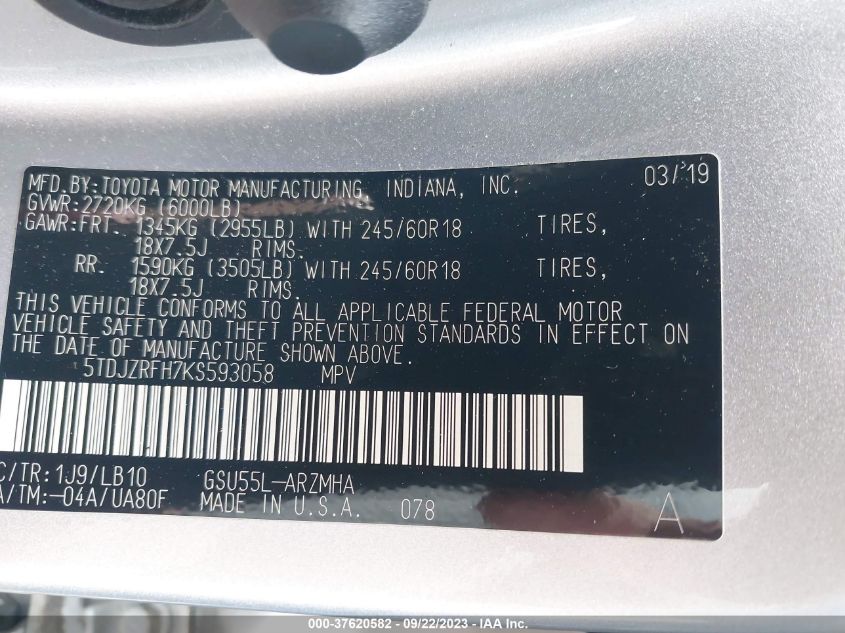 MFD.BY:TOYOTA MOTOR MANUFACTURING, INDIANA, INC. 03/19
GVWR:2720KG (6000LB)
GAWR:FRT. 1345KG (2955LB) WITH 245/60R18 TIRES,
18X7.5J RIMS.
RR. 1590KG (3505LB) WITH 245/60R18 TIRES,
18X7.5J RIMS.
THIS VEHICLE CONFORMS TO ALL APPLICABLE FEDERAL MOTOR
VEHICLE SAFETY AND THEFT PREVENTION STANDARDS IN EFFECT ON
THE DATE OF MANUFACTURE SHOWN ABOVE.
5TDJZRFH7KS593058 MPV
C/TR:1J9/LB10 GSU55L-ARZMHA
A/TM:-04A/UA80F MADE IN U.S.A. 078 A
000-37620582 - 09/22/2023 - IAA Inc.